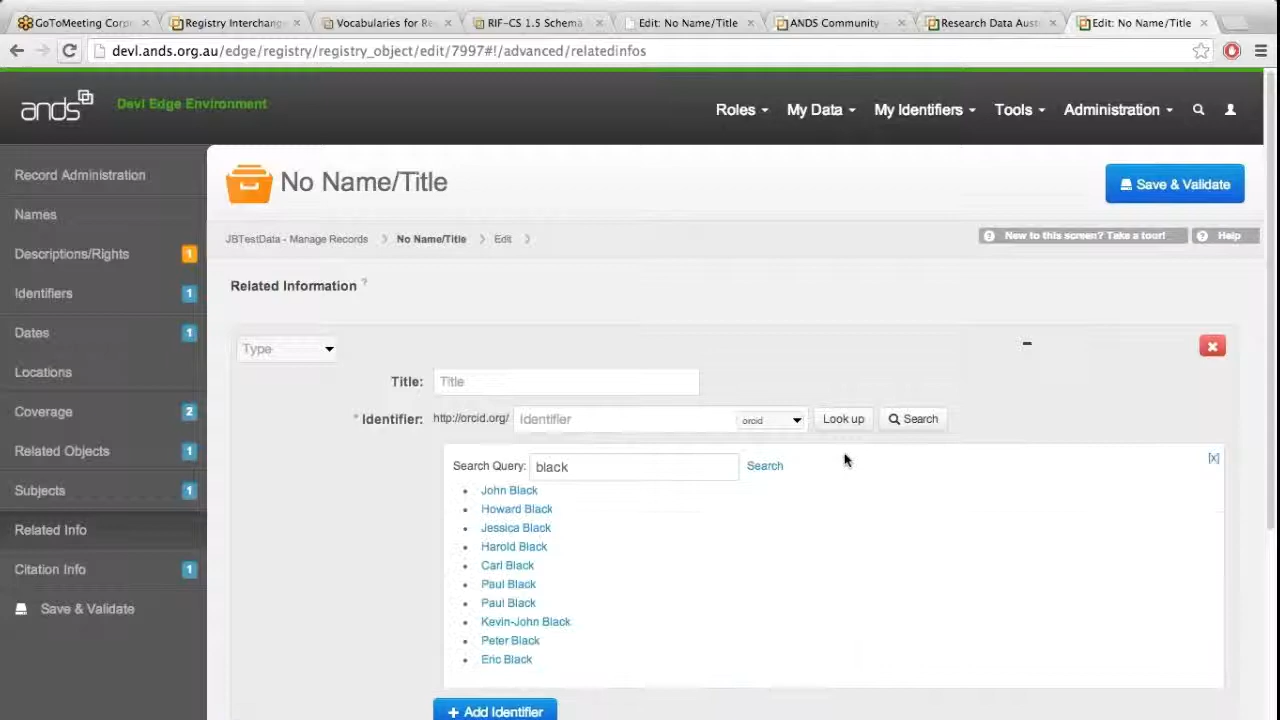 GoToMeeting Corp
Registry Interchang
Vocabularies for Re
RIF-CS 1.5 Schema
Edit: No Name/Title
ANDS Community
Research Data Aust
Edit: No Name/Title
devl.ands.org.au/edge/registry/registry_object/edit/7997#!/advanced/relatedinfos
ands
Devl Edge Environment
Roles
My Data
My Identifiers
Tools
Administration
Record Administration
Names
Descriptions/Rights 1
Identifiers 1
Dates 1
Locations
Coverage 2
Related Objects 1
Subjects 1
Related Info
Citation Info 1
Save & Validate
No Name/Title
Save & Validate
JBTestData - Manage Records
No Name/Title
Edit
? New to this screen? Take a tour!
? Help
Related Information ?
Type
Title: Title
* Identifier: http://orcid.org/ Identifier orcid Look up Search
Search Query: black Search [x]
John Black
Howard Black
Jessica Black
Harold Black
Carl Black
Paul Black
Paul Black
Kevin-John Black
Peter Black
Eric Black
+ Add Identifier